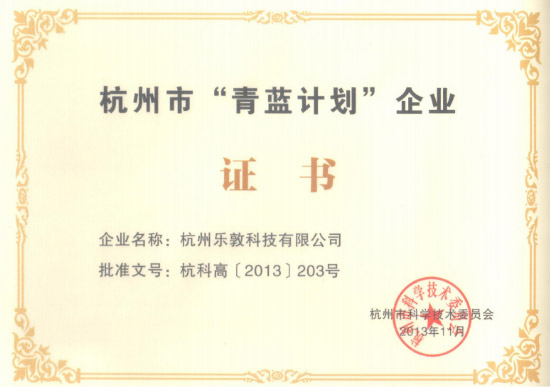 杭州市“青蓝计划”企业
证书
企业名称：杭州乐敦科技有限公司
批准文号：杭科高〔2013〕203号
杭州市科学技术委员会
2013年11月